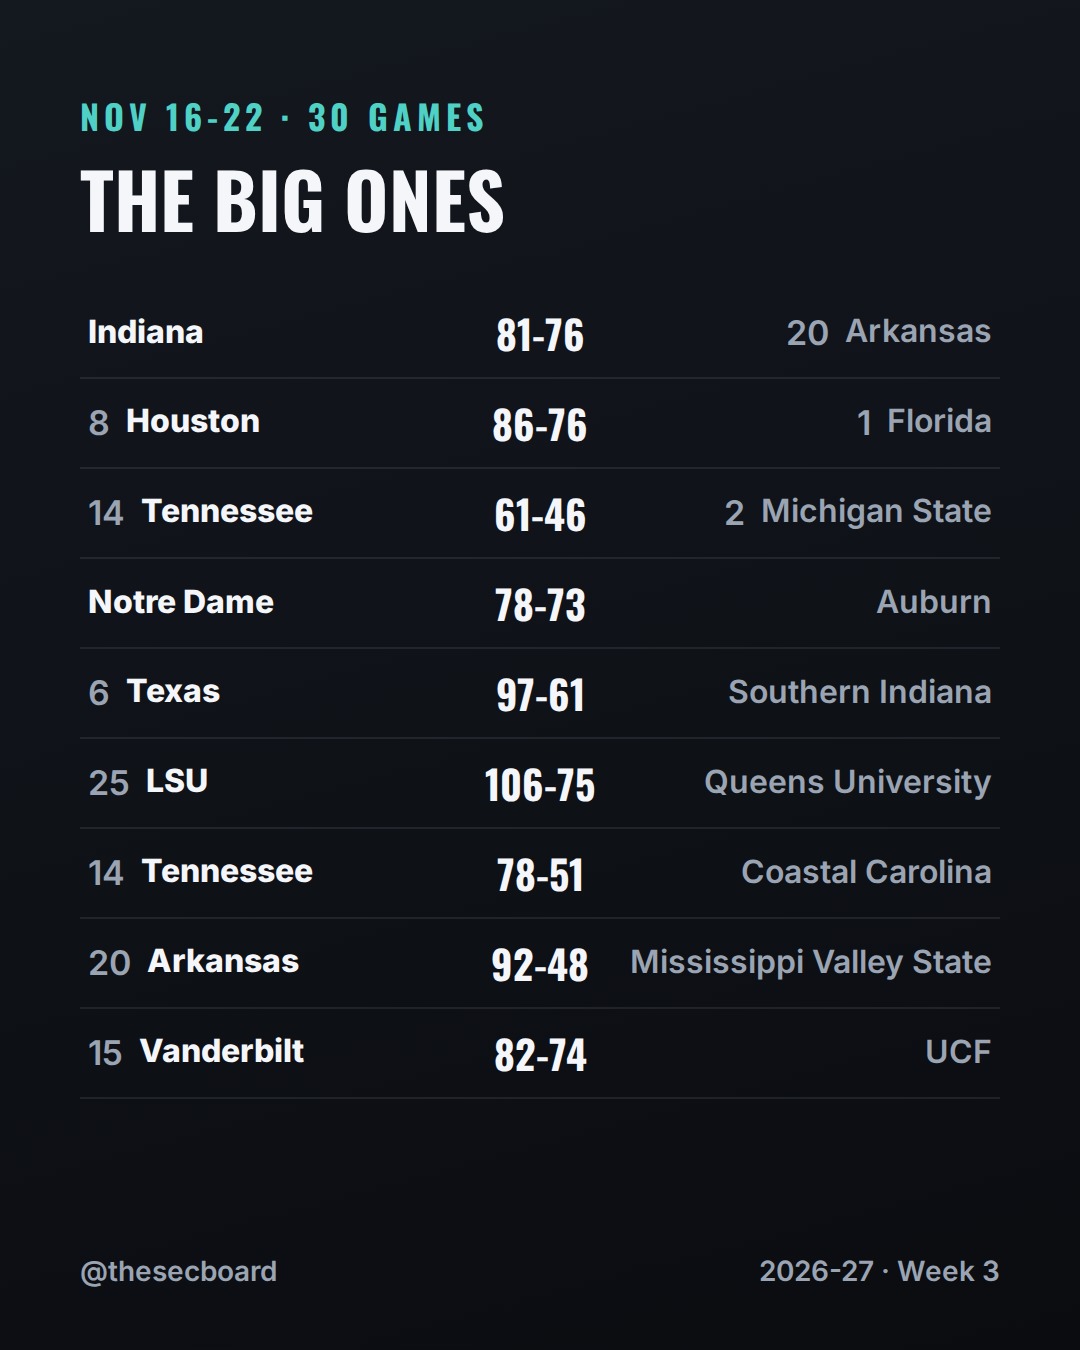 NOV 16-22 · 30 GAMES
THE BIG ONES
Indiana 81-76 20 Arkansas
8 Houston 86-76 1 Florida
14 Tennessee 61-46 2 Michigan State
Notre Dame 78-73 Auburn
6 Texas 97-61 Southern Indiana
25 LSU 106-75 Queens University
14 Tennessee 78-51 Coastal Carolina
20 Arkansas 92-48 Mississippi Valley State
15 Vanderbilt 82-74 UCF
@thesecboard 2026-27 · Week 3